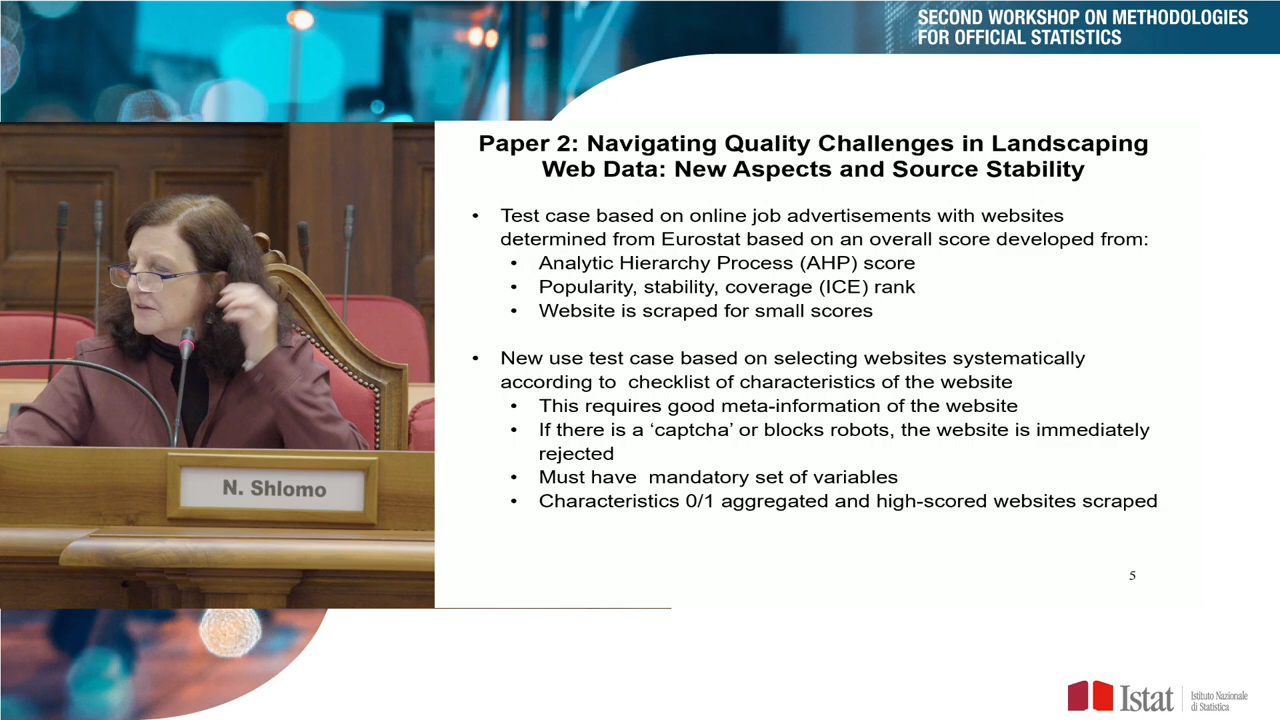 SECOND WORKSHOP ON METHODOLOGIES
FOR OFFICIAL STATISTICS
Paper 2: Navigating Quality Challenges in Landscaping
Web Data: New Aspects and Source Stability
• Test case based on online job advertisements with websites
determined from Eurostat based on an overall score developed from:
• Analytic Hierarchy Process (AHP) score
• Popularity, stability, coverage (ICE) rank
• Website is scraped for small scores
• New use test case based on selecting websites systematically
according to  checklist of characteristics of the website
• This requires good meta-information of the website
• If there is a ‘captcha’ or blocks robots, the website is immediately
rejected
• Must have  mandatory set of variables
• Characteristics 0/1 aggregated and high-scored websites scraped
5
N. Shlomo
Istat
Istituto Nazionale
di Statistica